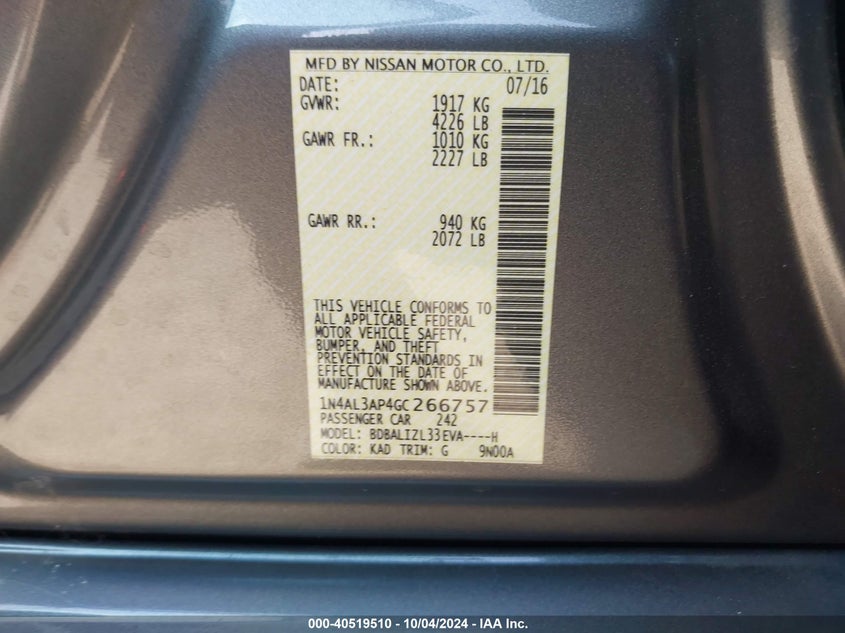 MFD BY NISSAN MOTOR CO., LTD.
DATE: 07/16
GVWR: 1917 KG
4226 LB
GAWR FR.: 1010 KG
2227 LB
GAWR RR.: 940 KG
2072 LB
THIS VEHICLE CONFORMS TO
ALL APPLICABLE FEDERAL
MOTOR VEHICLE SAFETY,
BUMPER, AND THEFT
PREVENTION STANDARDS IN
EFFECT ON THE DATE OF
MANUFACTURE SHOWN ABOVE.
1N4AL3AP4GC266757
PASSENGER CAR 242
MODEL: BDBALIZL33EVA----H
COLOR: KAD TRIM: G 9N00A
000-40519510 - 10/04/2024 - IAA Inc.